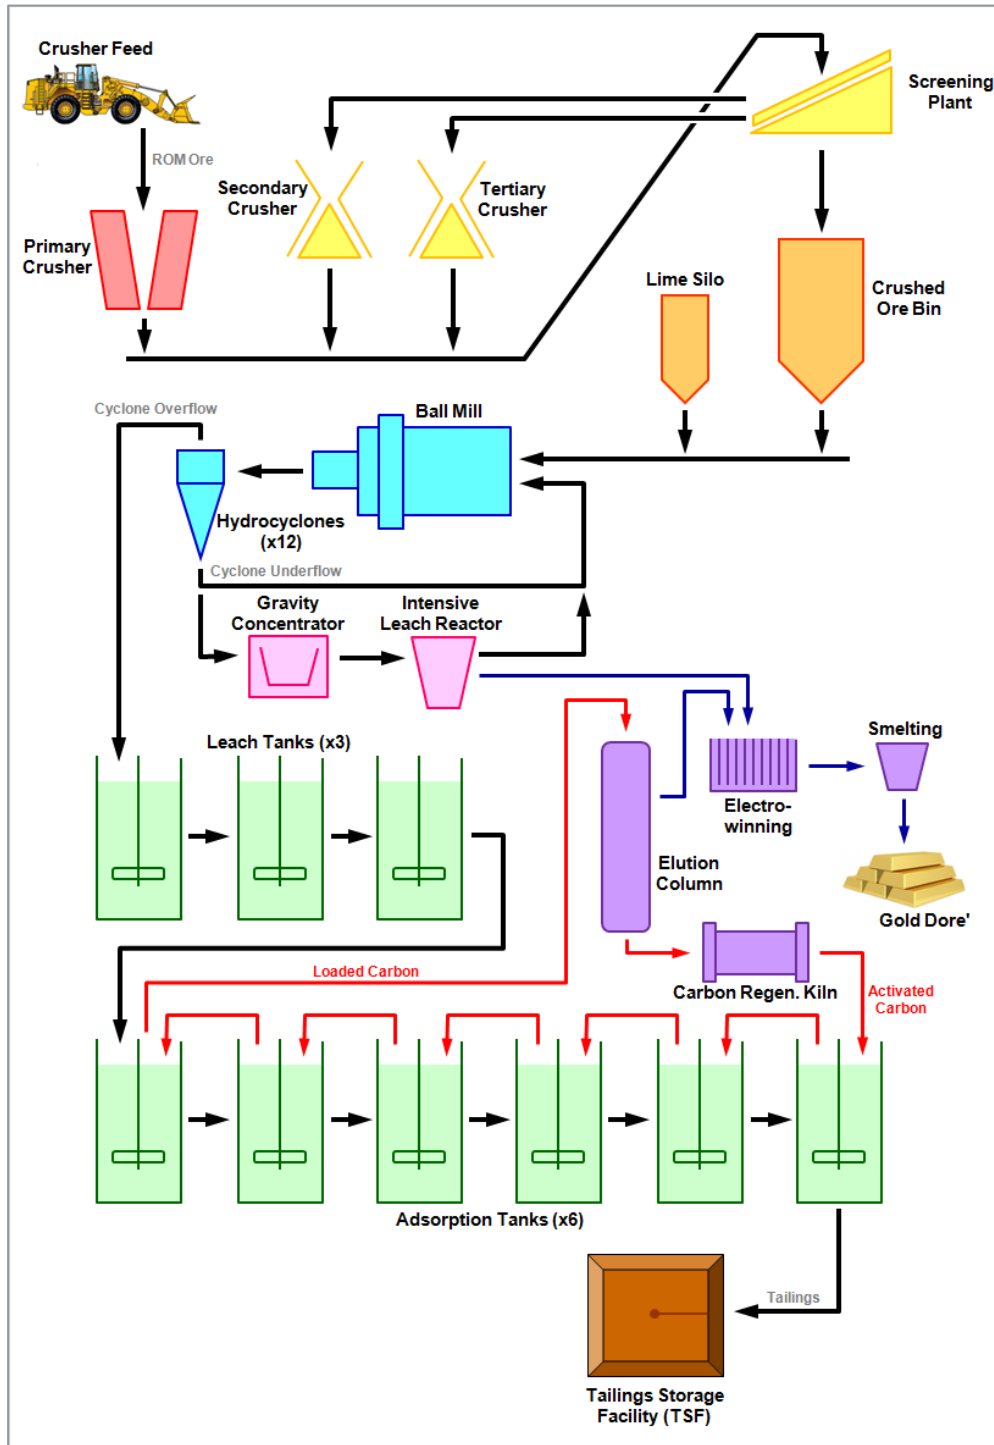 Crusher Feed
Screening
Plant
ROM Ore
Secondary
Crusher
Tertiary
Crusher
Primary
Crusher
Lime Silo
Crushed
Ore Bin
Cyclone Overflow
Ball Mill
Hydrocyclones
(x12)
Cyclone Underflow
Gravity
Concentrator
Intensive
Leach Reactor
Leach Tanks (x3)
Smelting
Electro-
winning
Elution
Column
Gold Dore'
Loaded Carbon
Carbon Regen. Kiln
Activated
Carbon
Adsorption Tanks (x6)
Tailings
Tailings Storage
Facility (TSF)